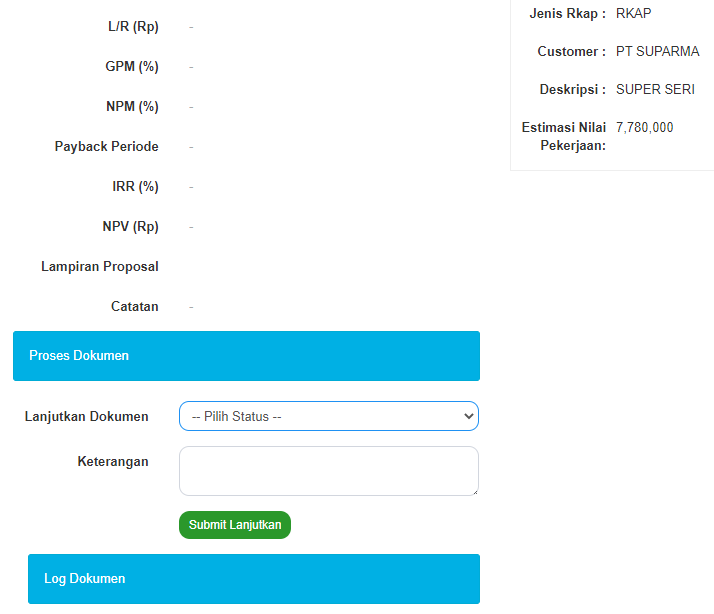 L/R (Rp) -
GPM (%) -
NPM (%) -
Payback Periode -
IRR (%) -
NPV (Rp) -
Lampiran Proposal
Catatan -
Proses Dokumen
Lanjutkan Dokumen -- Pilih Status --
Keterangan
Submit Lanjutkan
Log Dokumen
Jenis Rkap : RKAP
Customer : PT SUPARMA
Deskripsi : SUPER SERI
Estimasi Nilai 7,780,000
Pekerjaan: